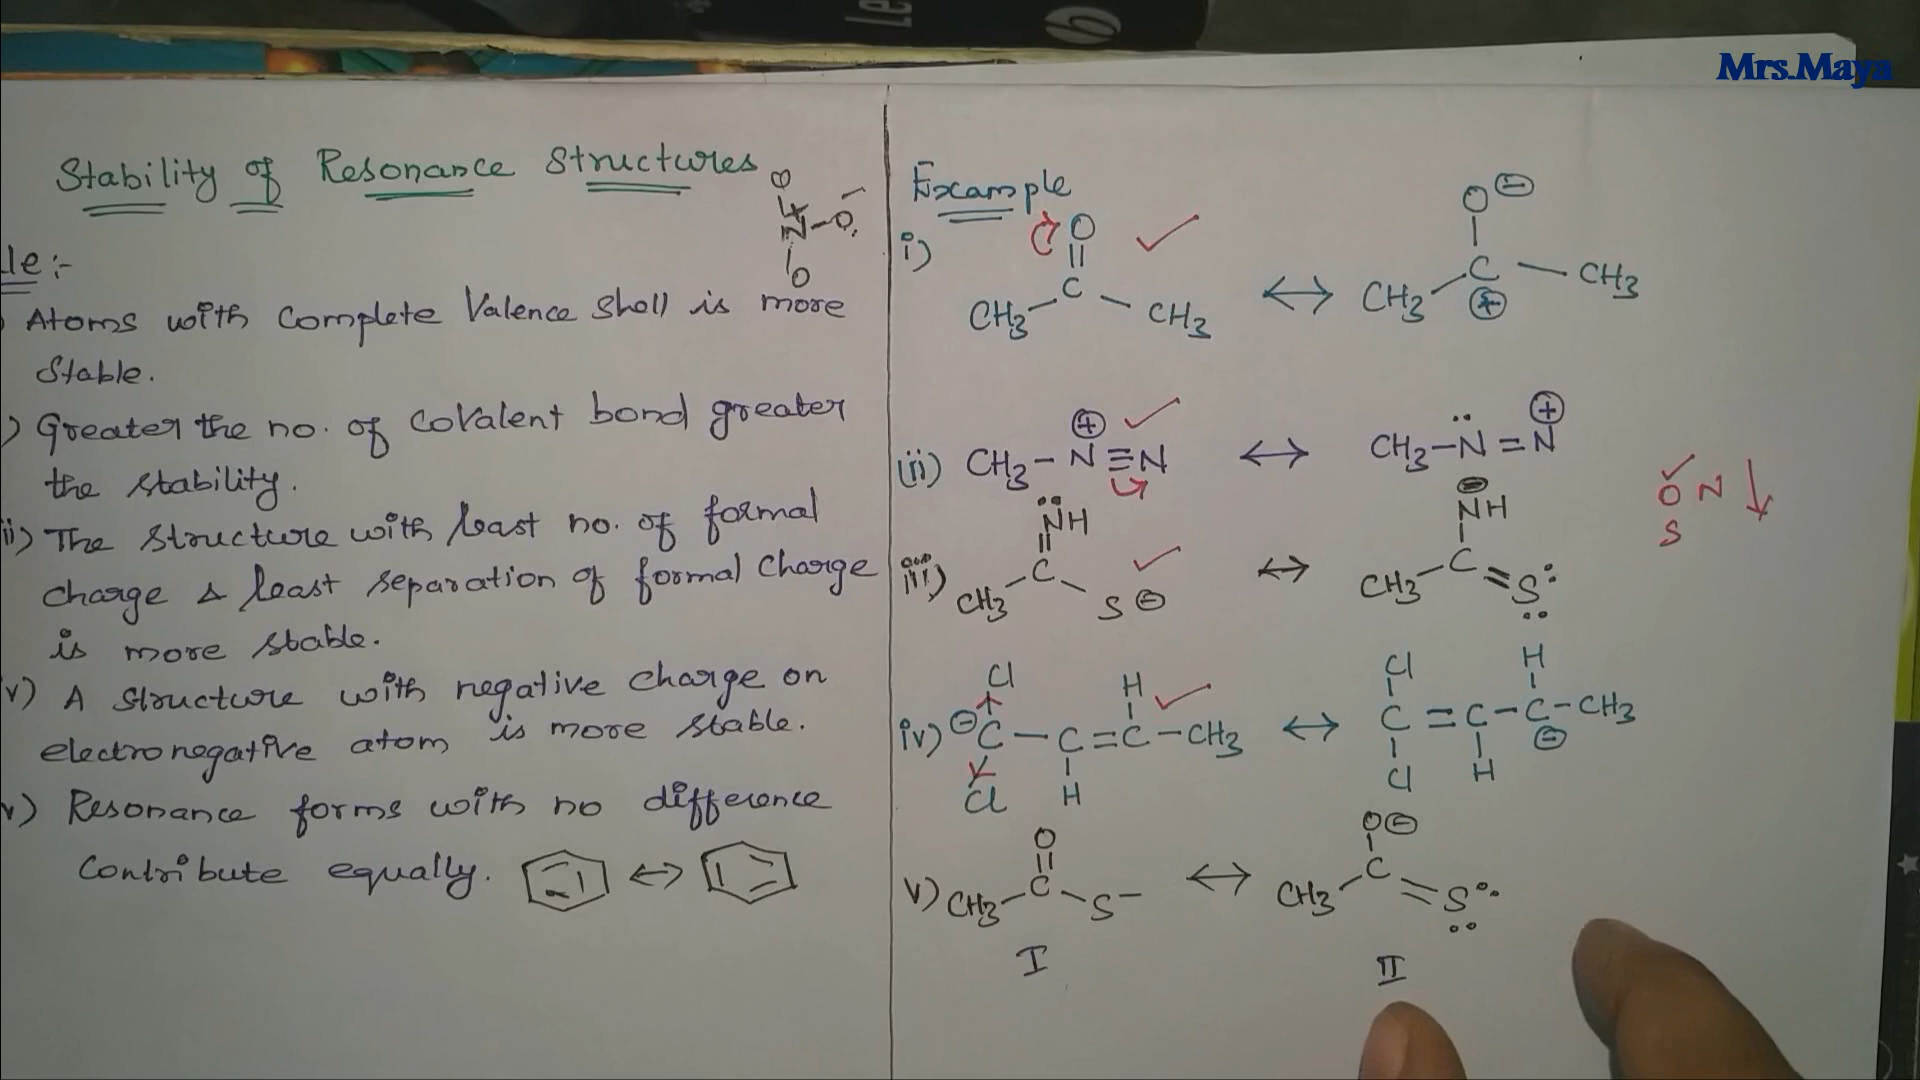 Mrs.Maya
Stability of Resonance Structures
O
N+ – O:
–
O
le:-
) Atoms with complete Valence shell is more
stable.
) Greater the no. of covalent bond greater
the stability.
ii) The structure with least no. of formal
charge & least separation of formal charge
is more stable.
v) A structure with negative charge on
electronegative atom is more stable.
v) Resonance forms with no difference
contribute equally. ↔
Example
i) O
C
CH3 CH3
↔
O ⊖
C
CH3 ⊕ – CH3
(ii) CH3 – N ≡ N
⊕
↔
CH3 – N = N
⊕
iii) NH
C
CH3 S ⊖
↔
⊖
NH
C
CH3 = S
O N ↓
S
iv) Cl H
⊖ C – C = C – CH3
Cl H
↔
Cl H
C = C – C – CH3
Cl H ⊖
v) O
C
CH3 S–
I
↔
O⊖
C
CH3 = S
II